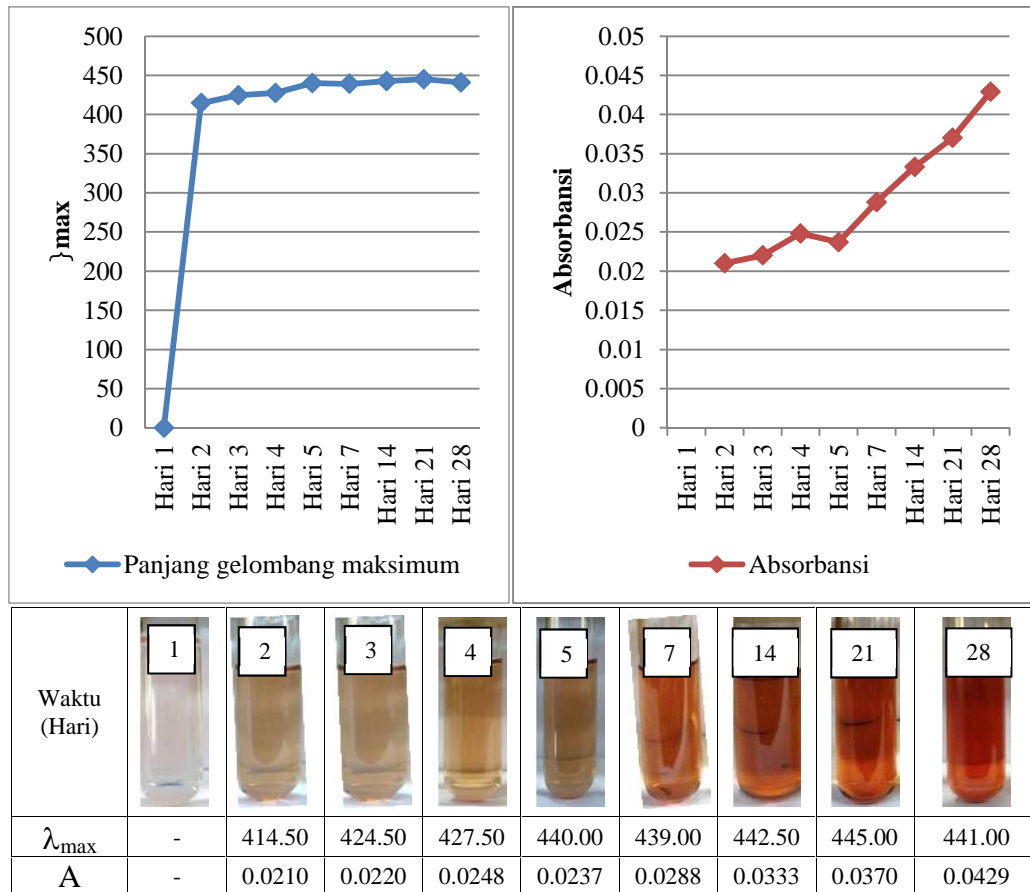 500
450
400
350
300
250
200
150
100
50
0
}max
Hari 1
Hari 2
Hari 3
Hari 4
Hari 5
Hari 7
Hari 14
Hari 21
Hari 28
Panjang gelombang maksimum
0.05
0.045
0.04
0.035
0.03
0.025
0.02
0.015
0.01
0.005
0
Absorbansi
Hari 1
Hari 2
Hari 3
Hari 4
Hari 5
Hari 7
Hari 14
Hari 21
Hari 28
Absorbansi
Waktu
(Hari)
1 2 3 4 5 7 14 21 28
λmax - 414.50 424.50 427.50 440.00 439.00 442.50 445.00 441.00
A - 0.0210 0.0220 0.0248 0.0237 0.0288 0.0333 0.0370 0.0429